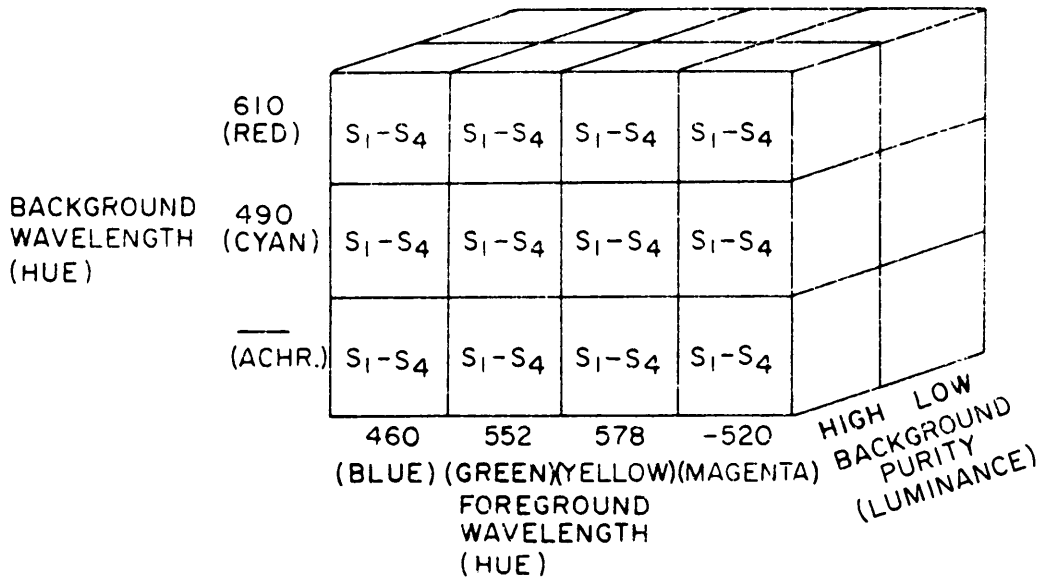 610
(RED)
S₁-S₄ S₁-S₄ S₁-S₄ S₁-S₄
BACKGROUND
WAVELENGTH
(HUE)
490
(CYAN)
S₁-S₄ S₁-S₄ S₁-S₄ S₁-S₄
—
(ACHR.)
S₁-S₄ S₁-S₄ S₁-S₄ S₁-S₄
460 552 578 -520
(BLUE) (GREEN)(YELLOW)(MAGENTA)
FOREGROUND
WAVELENGTH
(HUE)
HIGH LOW
BACKGROUND
PURITY
(LUMINANCE)